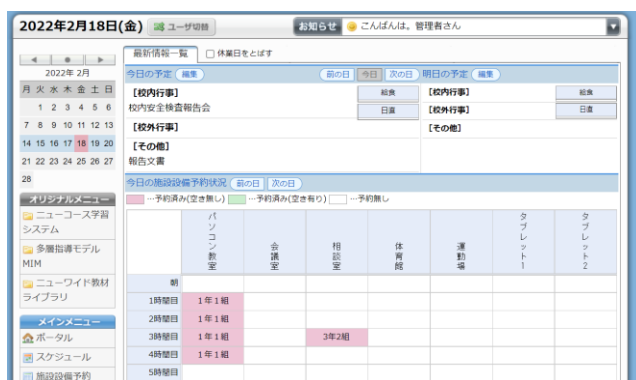 2022年2月18日(金) ユーザ切替 お知らせ こんばんは。管理者さん
最新情報一覧 休業日をとばす
2022年 2月
月 火 水 木 金 土 日
1 2 3 4 5 6
7 8 9 10 11 12 13
14 15 16 17 18 19 20
21 22 23 24 25 26 27
28
オリジナルメニュー
ニューコース学習
システム
多層指導モデル
MIM
ニューワイド教材
ライブラリ
メインメニュー
ポータル
スケジュール
施設設備予約
今日の予定 編集 前の日 今日 次の日
【校内行事】 給食
校内安全検査報告会 日直
【校外行事】
【その他】
報告文書
明日の予定 編集
【校内行事】 給食
【校外行事】 日直
【その他】
今日の施設設備予約状況 前の日 次の日
…予約済み(空き無し) …予約済み(空き有り) …予約無し
パソコン教室 会議室 相談室 体育館 運動場 タブレット1 タブレット2
朝
1時間目 1年1組
2時間目 1年1組
3時間目 1年1組 3年2組
4時間目 1年1組
5時間目